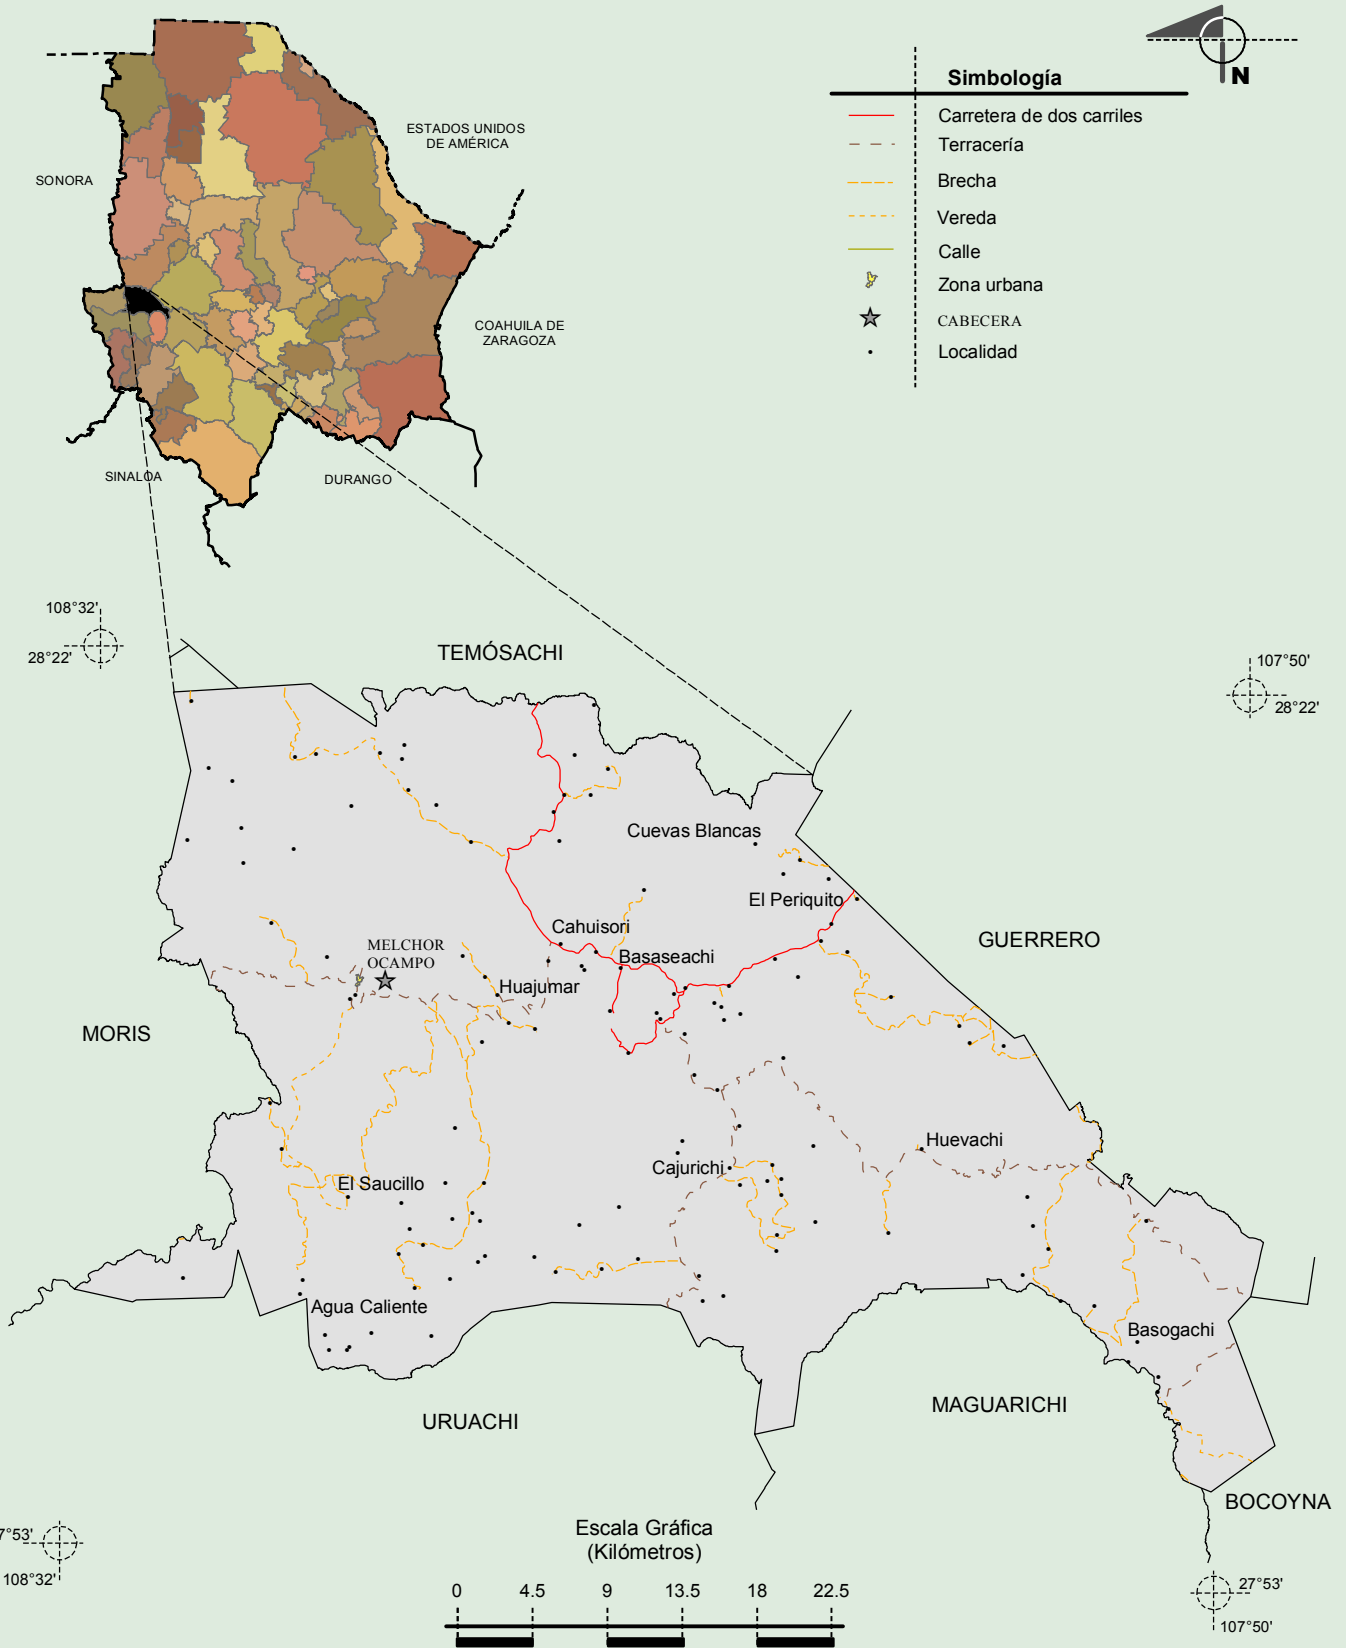 N
Simbología
Carretera de dos carriles
Terracería
Brecha
Vereda
Calle
Zona urbana
CABECERA
Localidad
ESTADOS UNIDOS
DE AMÉRICA
SONORA
COAHUILA DE
ZARAGOZA
SINALOA
DURANGO
108°32'
28°22'
TEMÓSACHI
107°50'
28°22'
Cuevas Blancas
El Periquito
Cahuisori
GUERRERO
MELCHOR
OCAMPO
Basaseachi
Huajumar
MORIS
Huevachi
Cajurichi
El Saucillo
Agua Caliente
Basogachi
MAGUARICHI
URUACHI
BOCOYNA
7°53'
108°32'
Escala Gráfica
(Kilómetros)
0 4.5 9 13.5 18 22.5
27°53'
107°50'